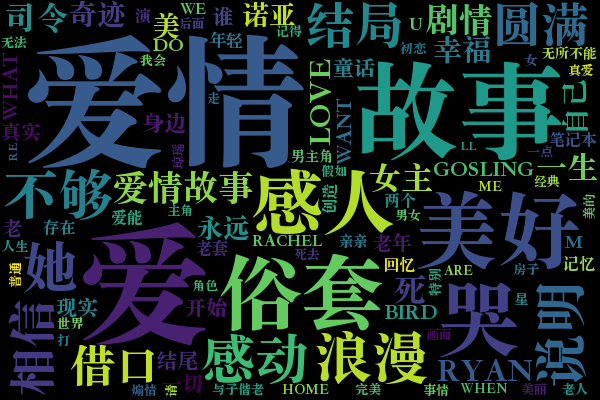 司令 奇迹 演 美 WE 谁 诺亚 结局 U 剧情 圆满
DO 后面 年轻 记得 初恋 幸福 无所不能
无法 我会 走 童话 女 真爱
WHAT 爱情 LOVE 故事 自己
真实 身边 WANT 笔记本
RE 男主角 假如 LL 一点
不够 爱情故事 感人 创造 女主 GOSLING 一生
ME 经典
老 存在 爱能 主角 永远 RACHEL 两个 男女 美好 美的
人生 她 爱 老套 死去 亲亲 老年 M
普通 角色 俗套 回忆 特别 ARE 房子 记忆
相信 现实 开始 死 哭 星 说明
世界 BIRD
打 借口 结尾 一切 感动 浪漫 画面 RYAN
煽情 请 与子偕老 HOME 完美 事情 WHEN 美丽 老人